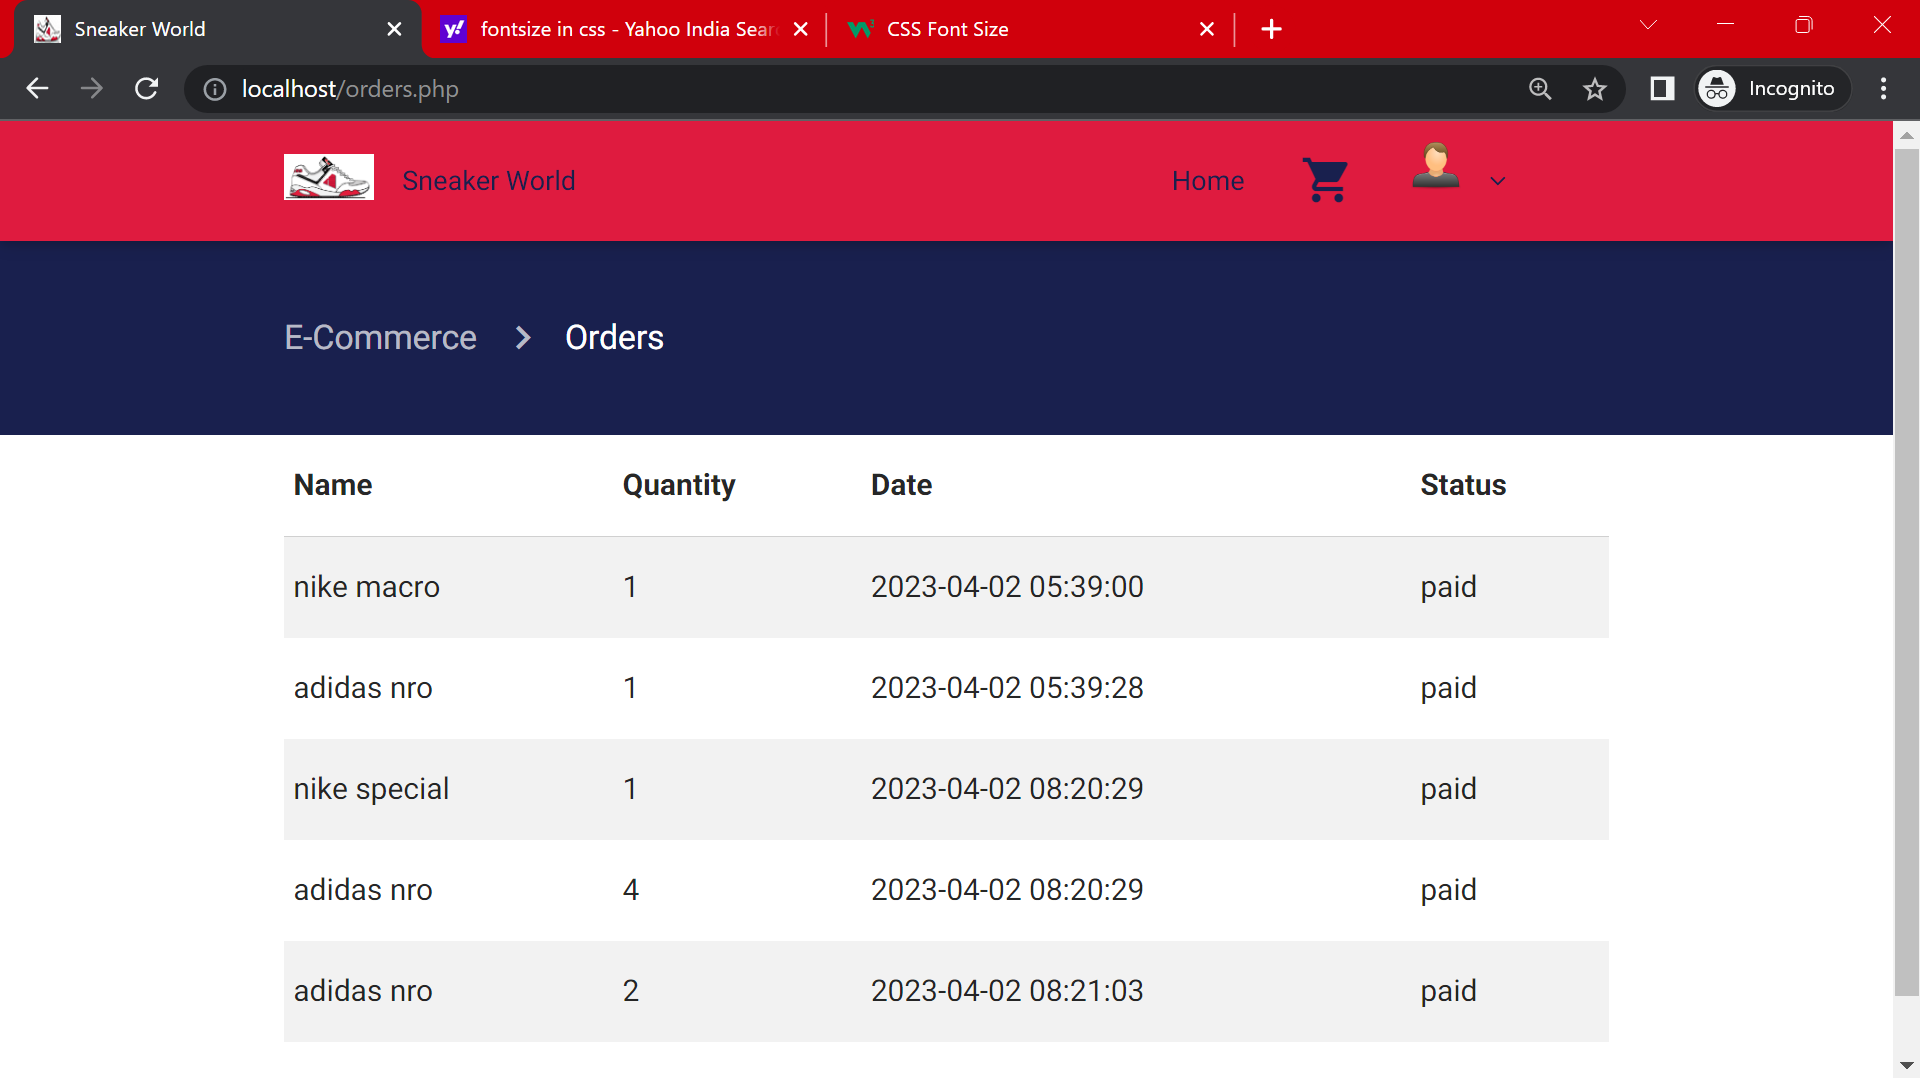 Sneaker World
fontsize in css - Yahoo India Sear
CSS Font Size
localhost/orders.php
Incognito
Sneaker World
Home
E-Commerce > Orders
Name Quantity Date Status
nike macro 1 2023-04-02 05:39:00 paid
adidas nro 1 2023-04-02 05:39:28 paid
nike special 1 2023-04-02 08:20:29 paid
adidas nro 4 2023-04-02 08:20:29 paid
adidas nro 2 2023-04-02 08:21:03 paid